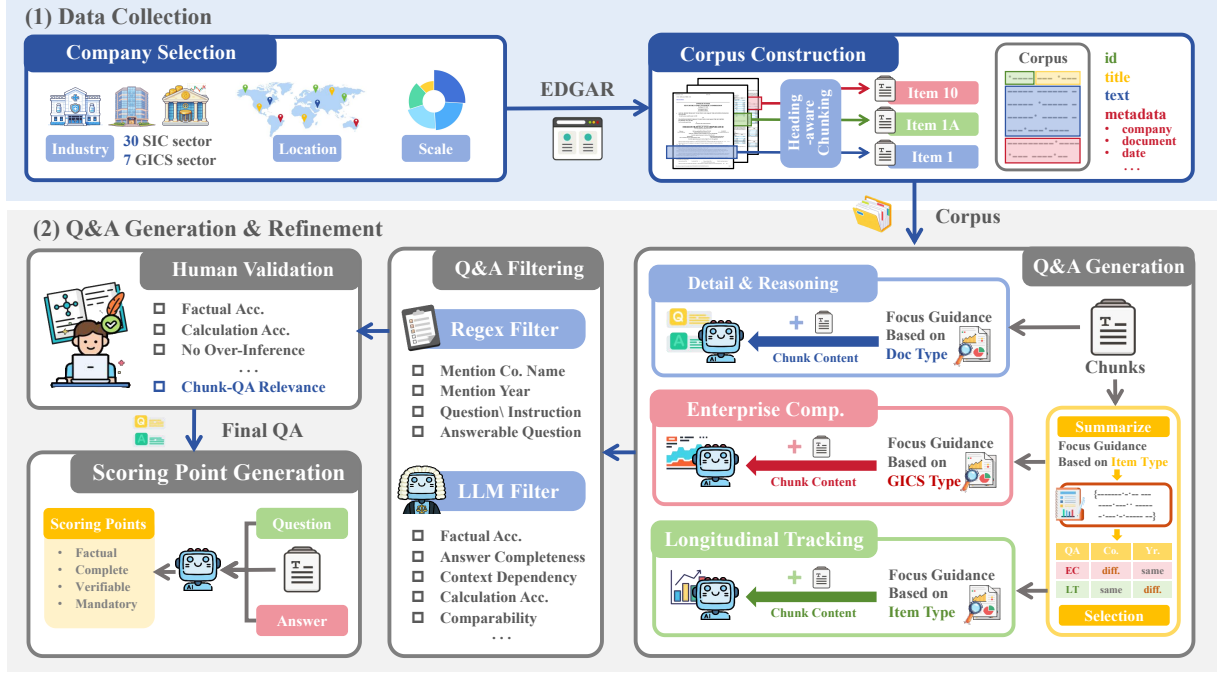 (1) Data Collection
Company Selection
Industry
30 SIC sector
7 GICS sector
Location
Scale
EDGAR
Corpus Construction
Heading
-aware
Chunking
Item 10
Item 1A
Item 1
Corpus
id
title
text
metadata
• company
• document
• date
. . .
Corpus
(2) Q&A Generation & Refinement
Human Validation
Factual Acc.
Calculation Acc.
No Over-Inference
. . .
Chunk-QA Relevance
Final QA
Q
A
Scoring Point Generation
Scoring Points
• Factual
• Complete
• Verifiable
• Mandatory
Question
Answer
Q&A Filtering
Regex Filter
Mention Co. Name
Mention Year
Question\ Instruction
Answerable Question
LLM Filter
Factual Acc.
Answer Completeness
Context Dependency
Calculation Acc.
Comparability
. . .
Q&A Generation
Detail & Reasoning
Q
A
AI
+
Chunk Content
Focus Guidance
Based on
Doc Type
Enterprise Comp.
AI
+
Chunk Content
Focus Guidance
Based on
GICS Type
Longitudinal Tracking
AI
+
Chunk Content
Focus Guidance
Based on
Item Type
Chunks
Summarize
Focus Guidance
Based on Item Type
QA Co. Yr.
EC diff. same
LT same diff.
Selection